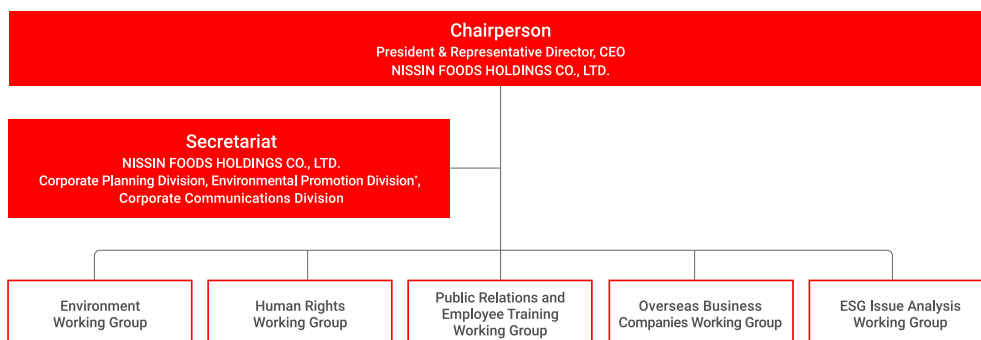 Chairperson
President & Representative Director, CEO
NISSIN FOODS HOLDINGS CO., LTD.
Secretariat
NISSIN FOODS HOLDINGS CO., LTD.
Corporate Planning Division, Environmental Promotion Division*,
Corporate Communications Division
Environment
Working Group
Human Rights
Working Group
Public Relations and
Employee Training
Working Group
Overseas Business
Companies Working Group
ESG Issue Analysis
Working Group